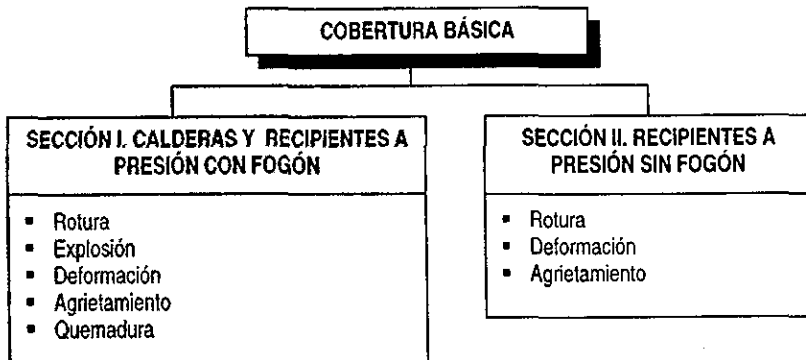 COBERTURA BÁSICA
SECCIÓN I. CALDERAS Y RECIPIENTES A
PRESIÓN CON FOGÓN
▪ Rotura
▪ Explosión
▪ Deformación
▪ Agrietamiento
▪ Quemadura
SECCIÓN II. RECIPIENTES A
PRESIÓN SIN FOGÓN
▪ Rotura
▪ Deformación
▪ Agrietamiento